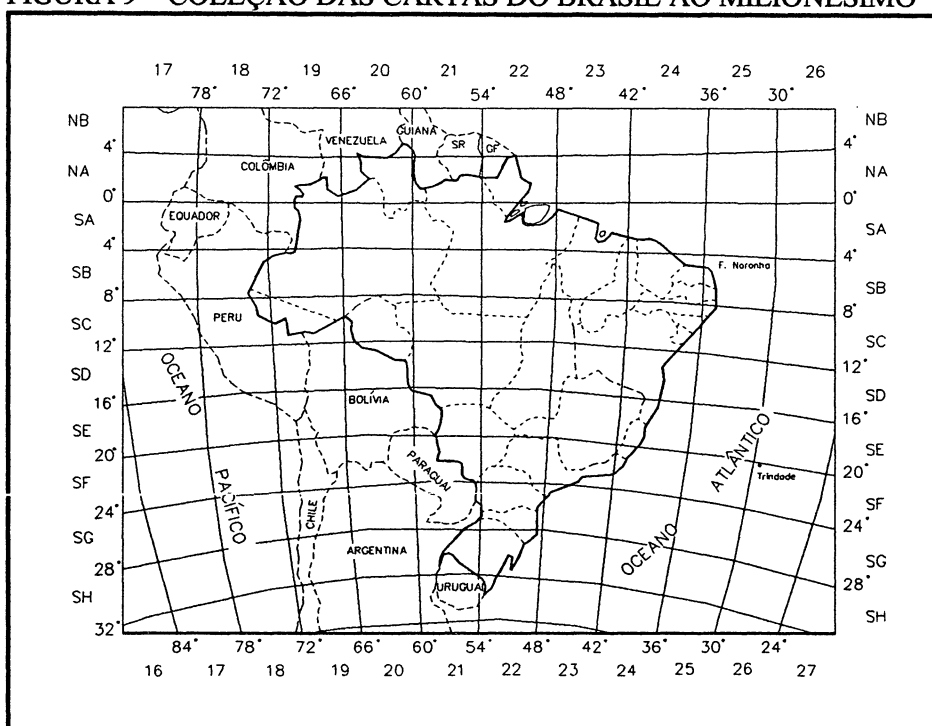 FIGURA 9 – COLEÇÃO DAS CARTAS DO BRASIL AO MILIONÉSIMO
17 18 19 20 21 22 23 24 25 26
78° 72° 66° 60° 54° 48° 42° 36° 30°
NB NB
GUIANA
VENEZUELA
SR
GF
4° 4°
COLÔMBIA
NA NA
0° 0°
EQUADOR
SA SA
4° 4°
F. Noronha
SB SB
8° 8°
PERU
SC SC
12° 12°
SD SD
OCEANO
BOLÍVIA
16° 16°
SE SE
ATLÂNTICO
20° 20°
PARAGUAI
Trindade
SF SF
PACÍFICO
CHILE
24° 24°
SG SG
ARGENTINA
OCEANO
28° 28°
URUGUAI
SH SH
32°
84° 78° 72° 66° 60° 54° 48° 42° 36° 30° 24°
16 17 18 19 20 21 22 23 24 25 26 27